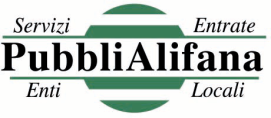 Servizi Entrate
PubbliAlifana
Enti Locali